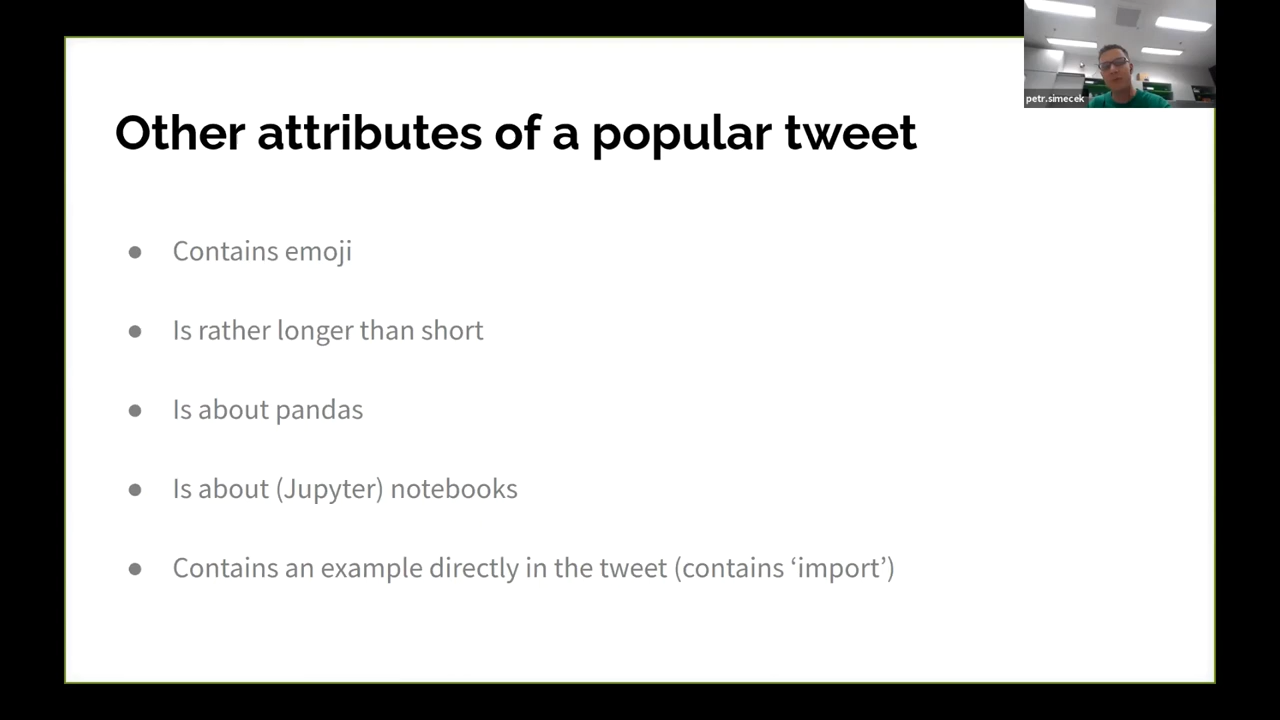 Other attributes of a popular tweet
petr.simecek
● Contains emoji
● Is rather longer than short
● Is about pandas
● Is about (Jupyter) notebooks
● Contains an example directly in the tweet (contains ‘import’)